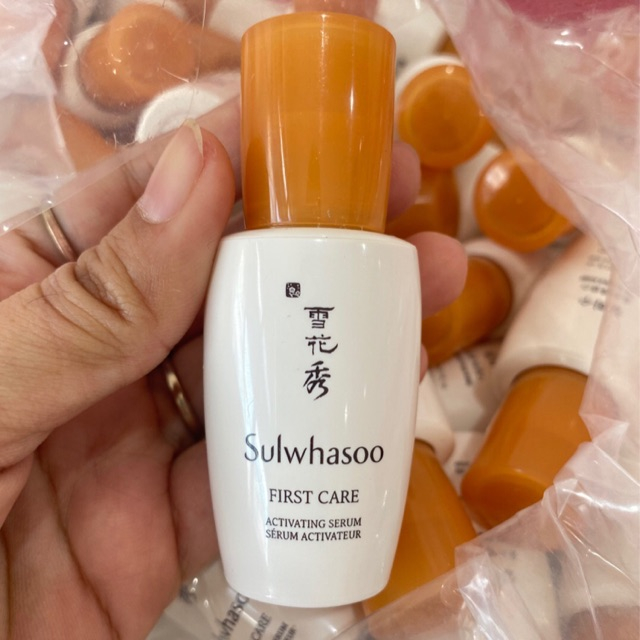 雪花秀
Sulwhasoo
FIRST CARE
ACTIVATING SERUM
SÉRUM ACTIVATEUR